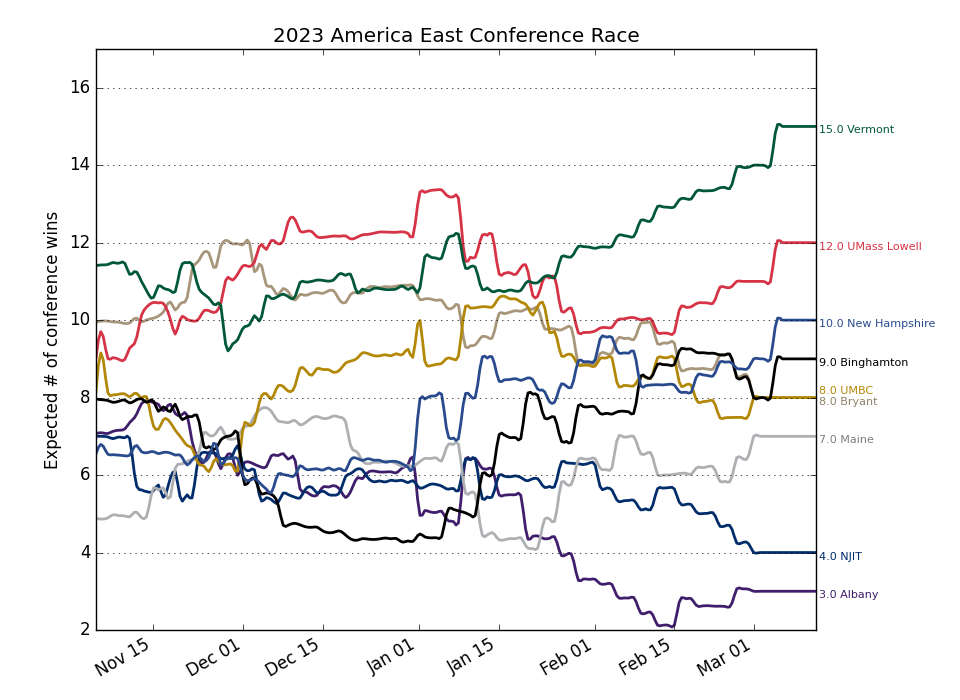 2023 America East Conference Race
Expected # of conference wins
16
14
12
10
8
6
4
2
15.0 Vermont
12.0 UMass Lowell
10.0 New Hampshire
9.0 Binghamton
8.0 UMBC
8.0 Bryant
7.0 Maine
4.0 NJIT
3.0 Albany
Nov 15
Dec 01
Dec 15
Jan 01
Jan 15
Feb 01
Feb 15
Mar 01